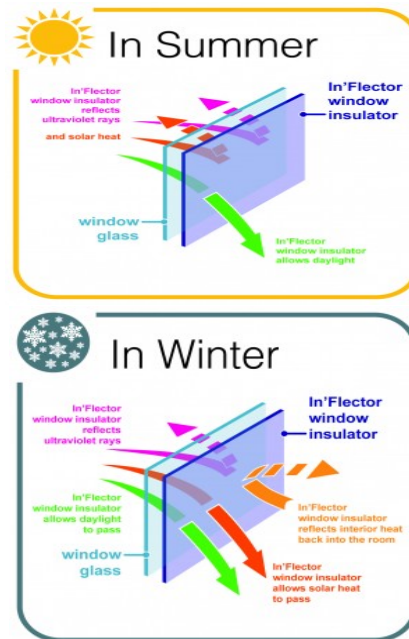 In Summer
In'Flector
window insulator
reflects
ultraviolet rays
and solar heat
In'Flector
window
insulator
window
glass
In'Flector
window insulator
allows daylight
In Winter
In'Flector
window insulator
reflects
ultraviolet rays
In'Flector
window
insulator
In'Flector
window insulator
allows daylight
to pass
In'Flector
window insulator
reflects interior heat
back into the room
window
glass
In'Flector
window insulator
allows solar heat
to pass